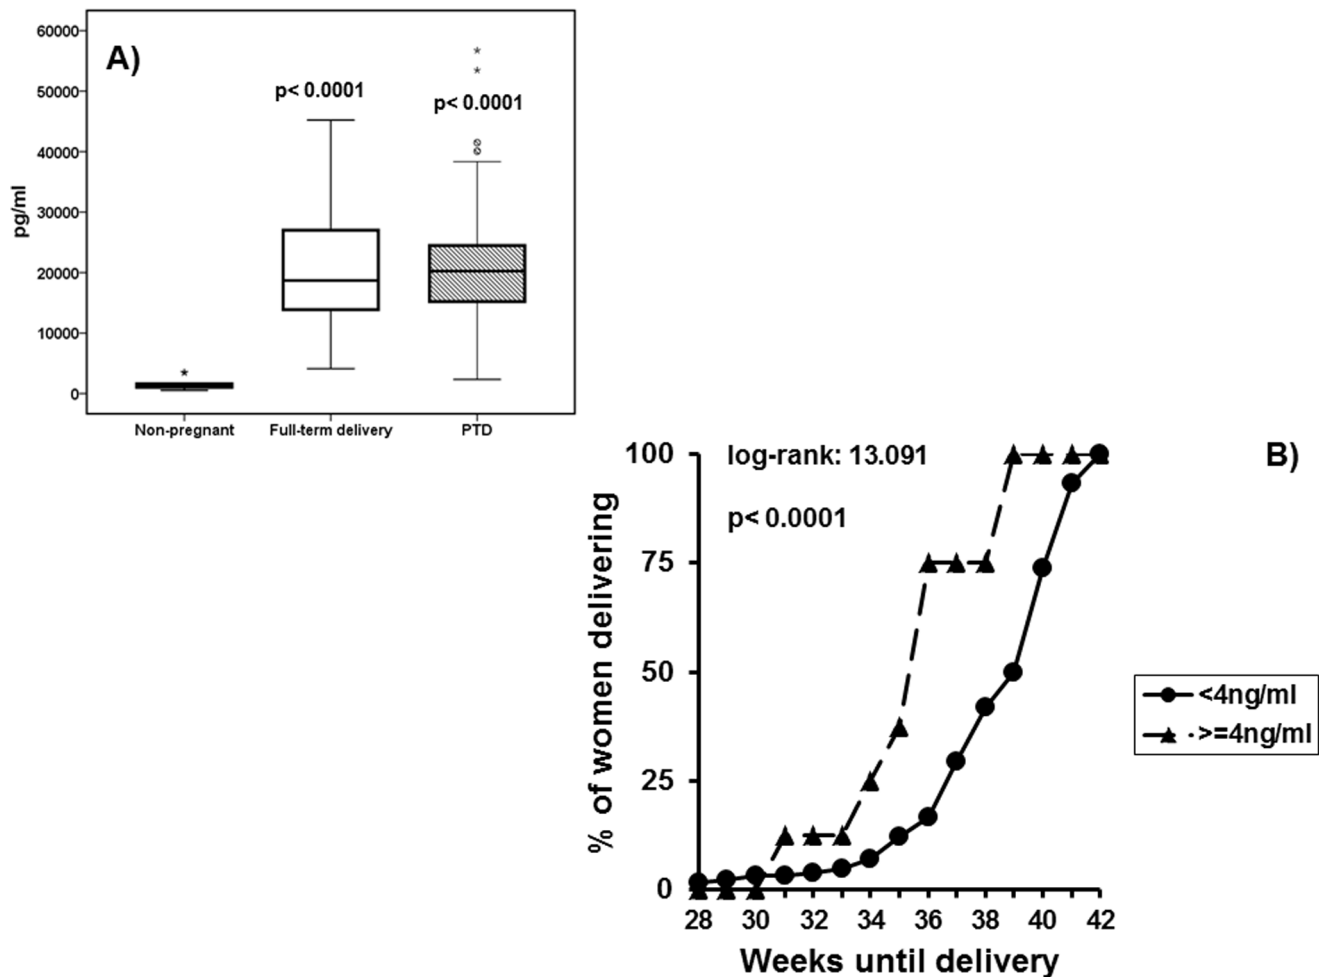 A)
60000
50000
40000
30000
20000
10000
0
pg/ml
p< 0.0001
p< 0.0001
*
*
*
Non-pregnant
Full-term delivery
PTD
B)
log-rank: 13.091
p< 0.0001
100
75
50
25
0
% of women delivering
28 30 32 34 36 38 40 42
Weeks until delivery
<4ng/ml
>=4ng/ml